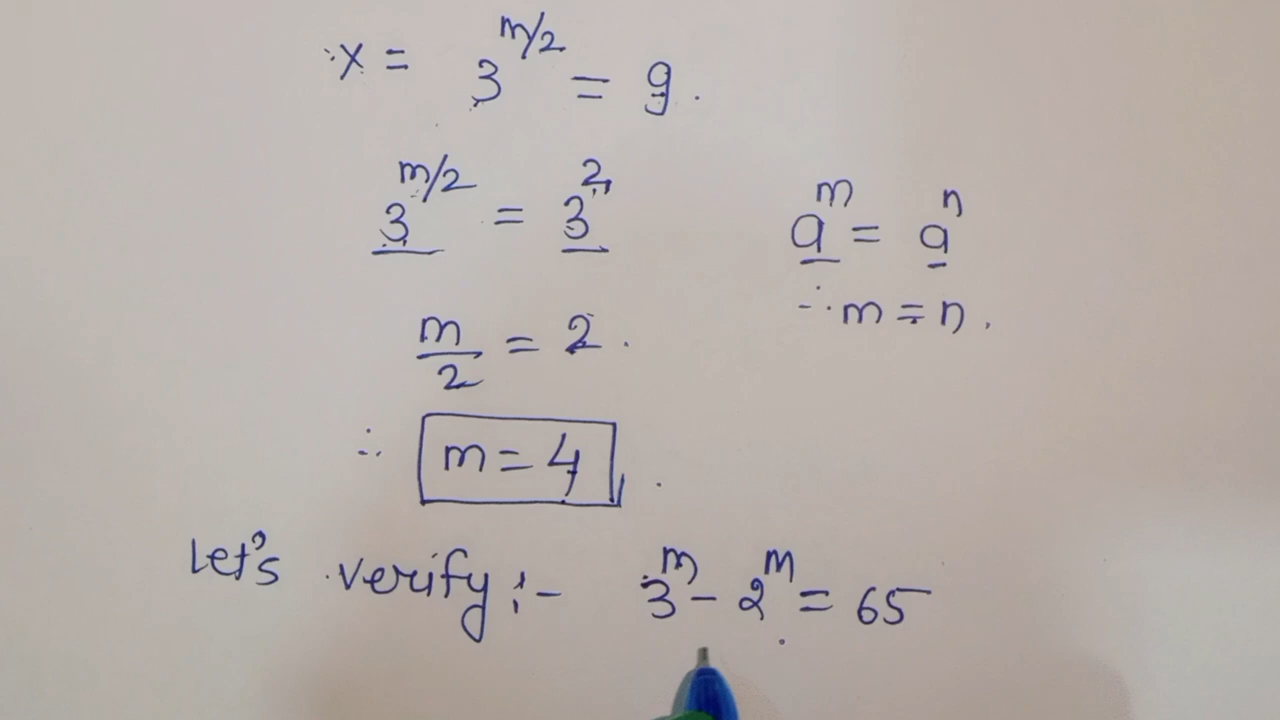 x = 3^{m/2} = 9.
3^{m/2} = 3^2
a^m = a^n
∴ m = n.
m/2 = 2.
∴ m = 4.
Let's verify :- 3^m - 2^m = 65